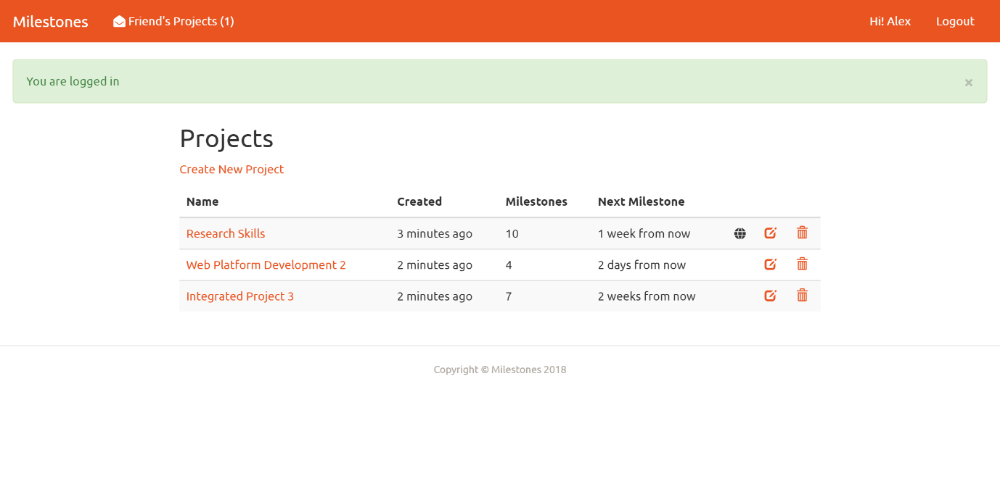 Milestones Friend's Projects (1) Hi! Alex Logout
You are logged in ×
Projects
Create New Project
Name Created Milestones Next Milestone
Research Skills 3 minutes ago 10 1 week from now
Web Platform Development 2 2 minutes ago 4 2 days from now
Integrated Project 3 2 minutes ago 7 2 weeks from now
Copyright © Milestones 2018